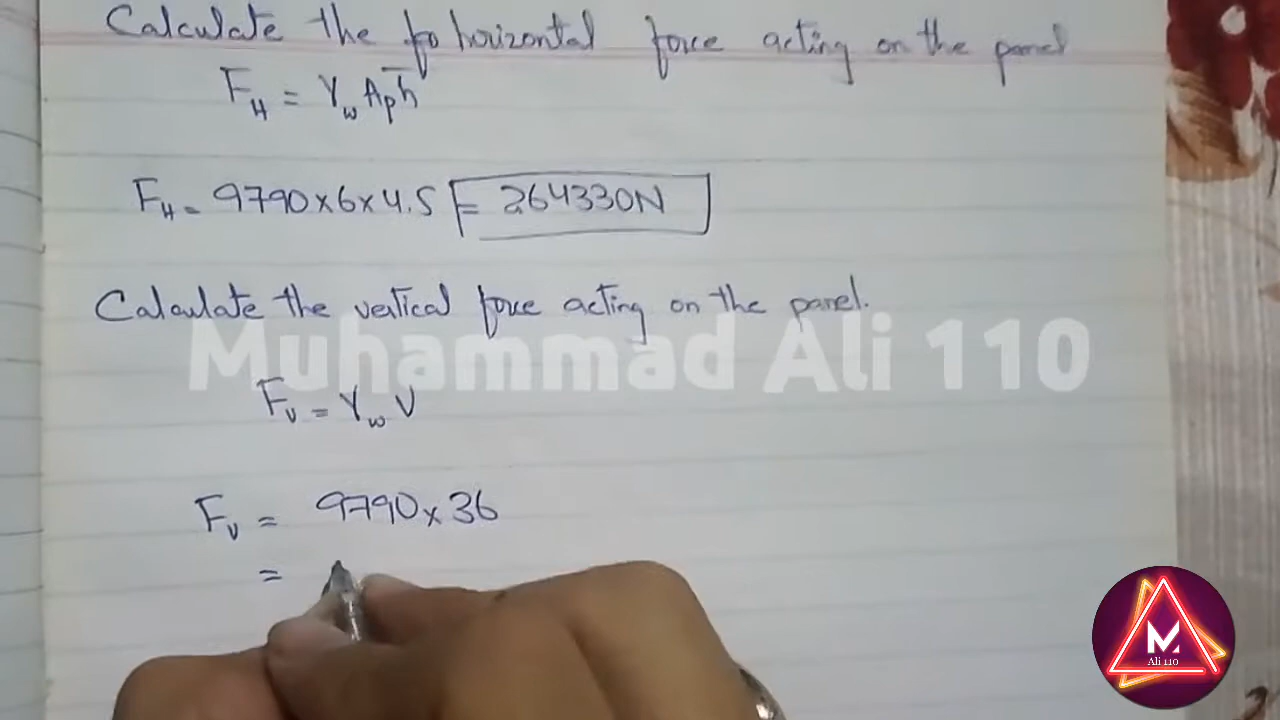 Calculate the fo horizontal force acting on the panel
F_H = γ_w A_p h̄
F_H = 9790×6×4.5 = 264330N
Calculate the vertical force acting on the panel.
Muhammad Ali 110
F_V = γ_w V
F_V = 9790×36
=
M
Ali 110